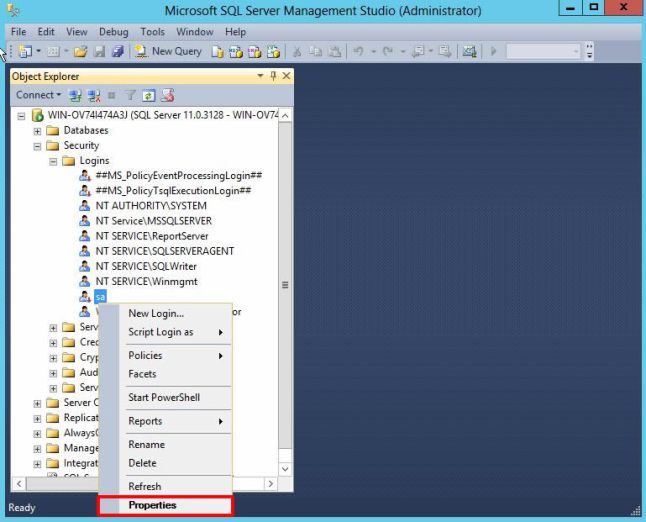 Microsoft SQL Server Management Studio (Administrator)
File Edit View Debug Tools Window Help
New Query
Object Explorer
Connect
WIN-OV74I474A3J (SQL Server 11.0.3128 - WIN-OV74
Databases
Security
Logins
##MS_PolicyEventProcessingLogin##
##MS_PolicyTsqlExecutionLogin##
NT AUTHORITY\SYSTEM
NT Service\MSSQLSERVER
NT SERVICE\ReportServer
NT SERVICE\SQLSERVERAGENT
NT SERVICE\SQLWriter
NT SERVICE\Winmgmt
sa
New Login...
Script Login as
Policies
Facets
Start PowerShell
Reports
Rename
Delete
Refresh
Properties
or
Serv
Cred
Cryp
Aud
Serv
Server O
Replicat
AlwaysO
Manage
Integrat
Ready